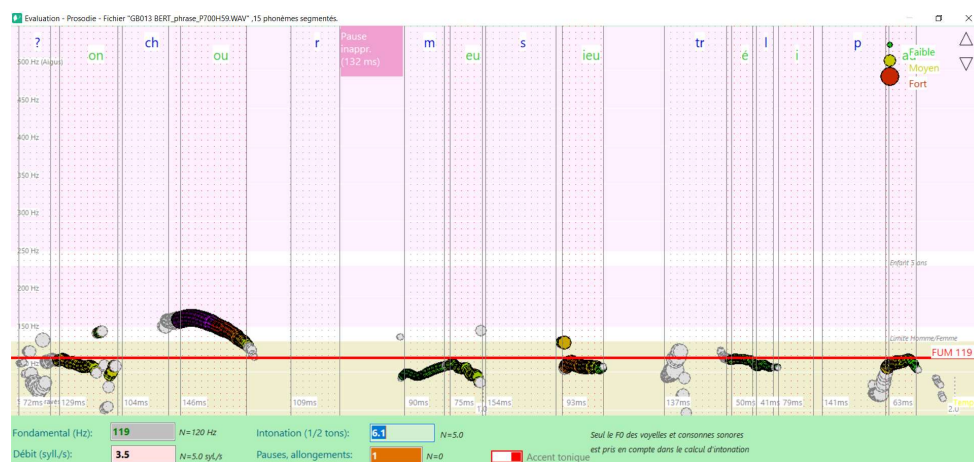 Evaluation - Prosodie - Fichier "GB013 BERT_phrase_P700H59.WAV" ,15 phonèmes segmentés.
? on ch ou r Pause inappr. (132 ms) m eu s ieu tr é l i p au
Faible
Moyen
Fort
500 Hz (Aigus)
450 Hz
400 Hz
350 Hz
300 Hz
250 Hz
Enfant 5 ans
200 Hz
150 Hz
Limite Homme/Femme
FUM 119
72ms 129ms 104ms 146ms 109ms 90ms 75ms 154ms 93ms 137ms 50ms 41ms 79ms 141ms 63ms
1,0 2,0
Fondamental (Hz): 119 N=120 Hz Intonation (1/2 tons): 6.1 N=5.0 Seul le F0 des voyelles et consonnes sonores
est pris en compte dans le calcul d'intonation
Débit (syll./s): 3.5 N=5.0 syl./s Pauses, allongements: 1 N=0 Accent tonique